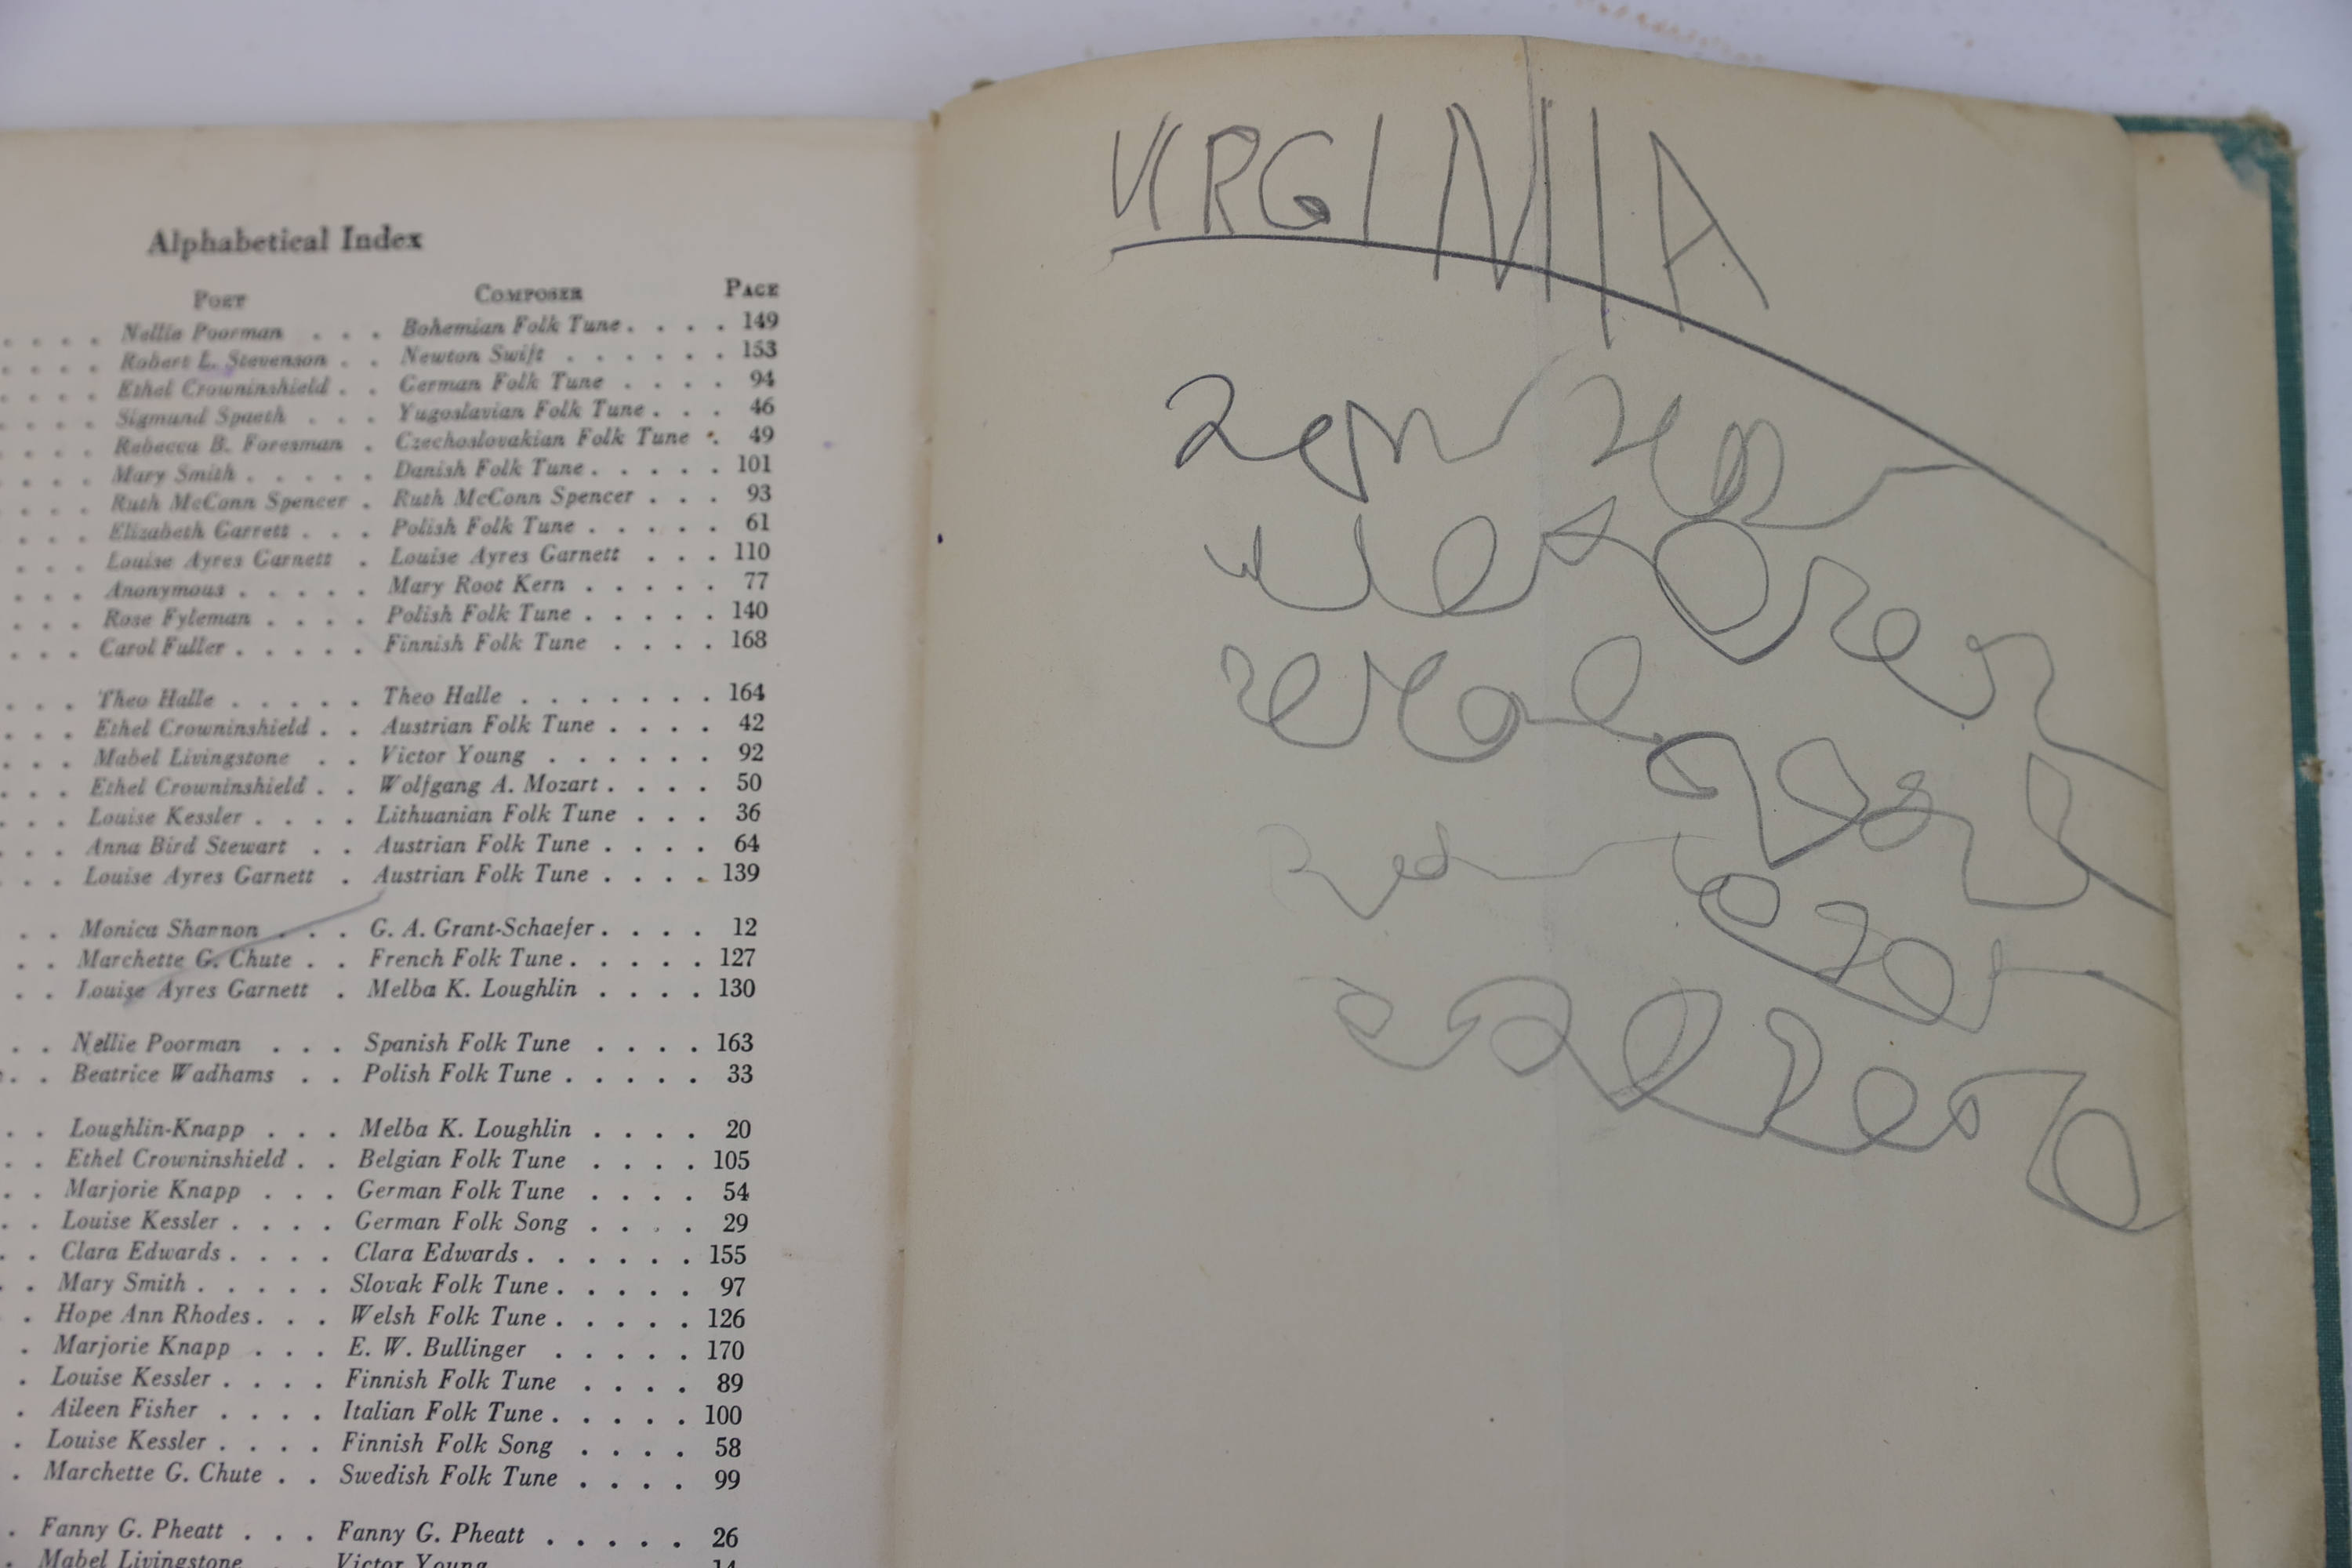 Alphabetical Index
POET COMPOSER PAGE
. . . . Nellie Poorman . . . Bohemian Folk Tune . . . . 149
. . . . Robert L. Stevenson . . Newton Swift . . . . . . 153
. . . . Ethel Crowninshield . . German Folk Tune . . . . 94
. . . . Sigmund Spaeth . . . Yugoslavian Folk Tune . . . 46
. . . . Rebecca B. Foresman . Czechoslovakian Folk Tune . 49
. . . . Mary Smith . . . . . Danish Folk Tune . . . . . 101
. . . . Ruth McConn Spencer . Ruth McConn Spencer . . . 93
. . . . Elizabeth Garrett . . . Polish Folk Tune . . . . . 61
. . . Louise Ayres Garnett . Louise Ayres Garnett . . . 110
. . . Anonymous . . . . . Mary Root Kern . . . . . 77
. . . Rose Fyleman . . . . Polish Folk Tune . . . . . 140
. . . Carol Fuller . . . . . Finnish Folk Tune . . . . 168
. . . Theo Halle . . . . . Theo Halle . . . . . . . 164
. . . Ethel Crowninshield . . Austrian Folk Tune . . . . 42
. . . Mabel Livingstone . . Victor Young . . . . . . 92
. . . Ethel Crowninshield . . Wolfgang A. Mozart . . . . 50
. . . Louise Kessler . . . . Lithuanian Folk Tune . . . 36
. . . Anna Bird Stewart . . Austrian Folk Tune . . . . 64
. . . Louise Ayres Garnett . Austrian Folk Tune . . . . 139
. . Monica Shannon . . . G. A. Grant-Schaefer . . . . 12
. . Marchette G. Chute . . French Folk Tune . . . . . 127
. . Louise Ayres Garnett . Melba K. Loughlin . . . . 130
. . Nellie Poorman . . . Spanish Folk Tune . . . . 163
. . Beatrice Wadhams . . Polish Folk Tune . . . . . 33
. . Loughlin-Knapp . . . Melba K. Loughlin . . . . 20
. . Ethel Crowninshield . . Belgian Folk Tune . . . . 105
. . Marjorie Knapp . . . German Folk Tune . . . . 54
. . Louise Kessler . . . . German Folk Song . . . . 29
. . Clara Edwards . . . . Clara Edwards . . . . . . 155
. . Mary Smith . . . . . Slovak Folk Tune . . . . . 97
. Hope Ann Rhodes . . . Welsh Folk Tune . . . . . 126
. Marjorie Knapp . . . E. W. Bullinger . . . . . 170
. Louise Kessler . . . . Finnish Folk Tune . . . . 89
. Aileen Fisher . . . . Italian Folk Tune . . . . . 100
. Louise Kessler . . . . Finnish Folk Song . . . . 58
. Marchette G. Chute . . Swedish Folk Tune . . . . 99
. Fanny G. Pheatt . . . Fanny G. Pheatt . . . . . 26
. Mabel Livingstone . . Victor Young . . . . . . 14
VIRGINIA